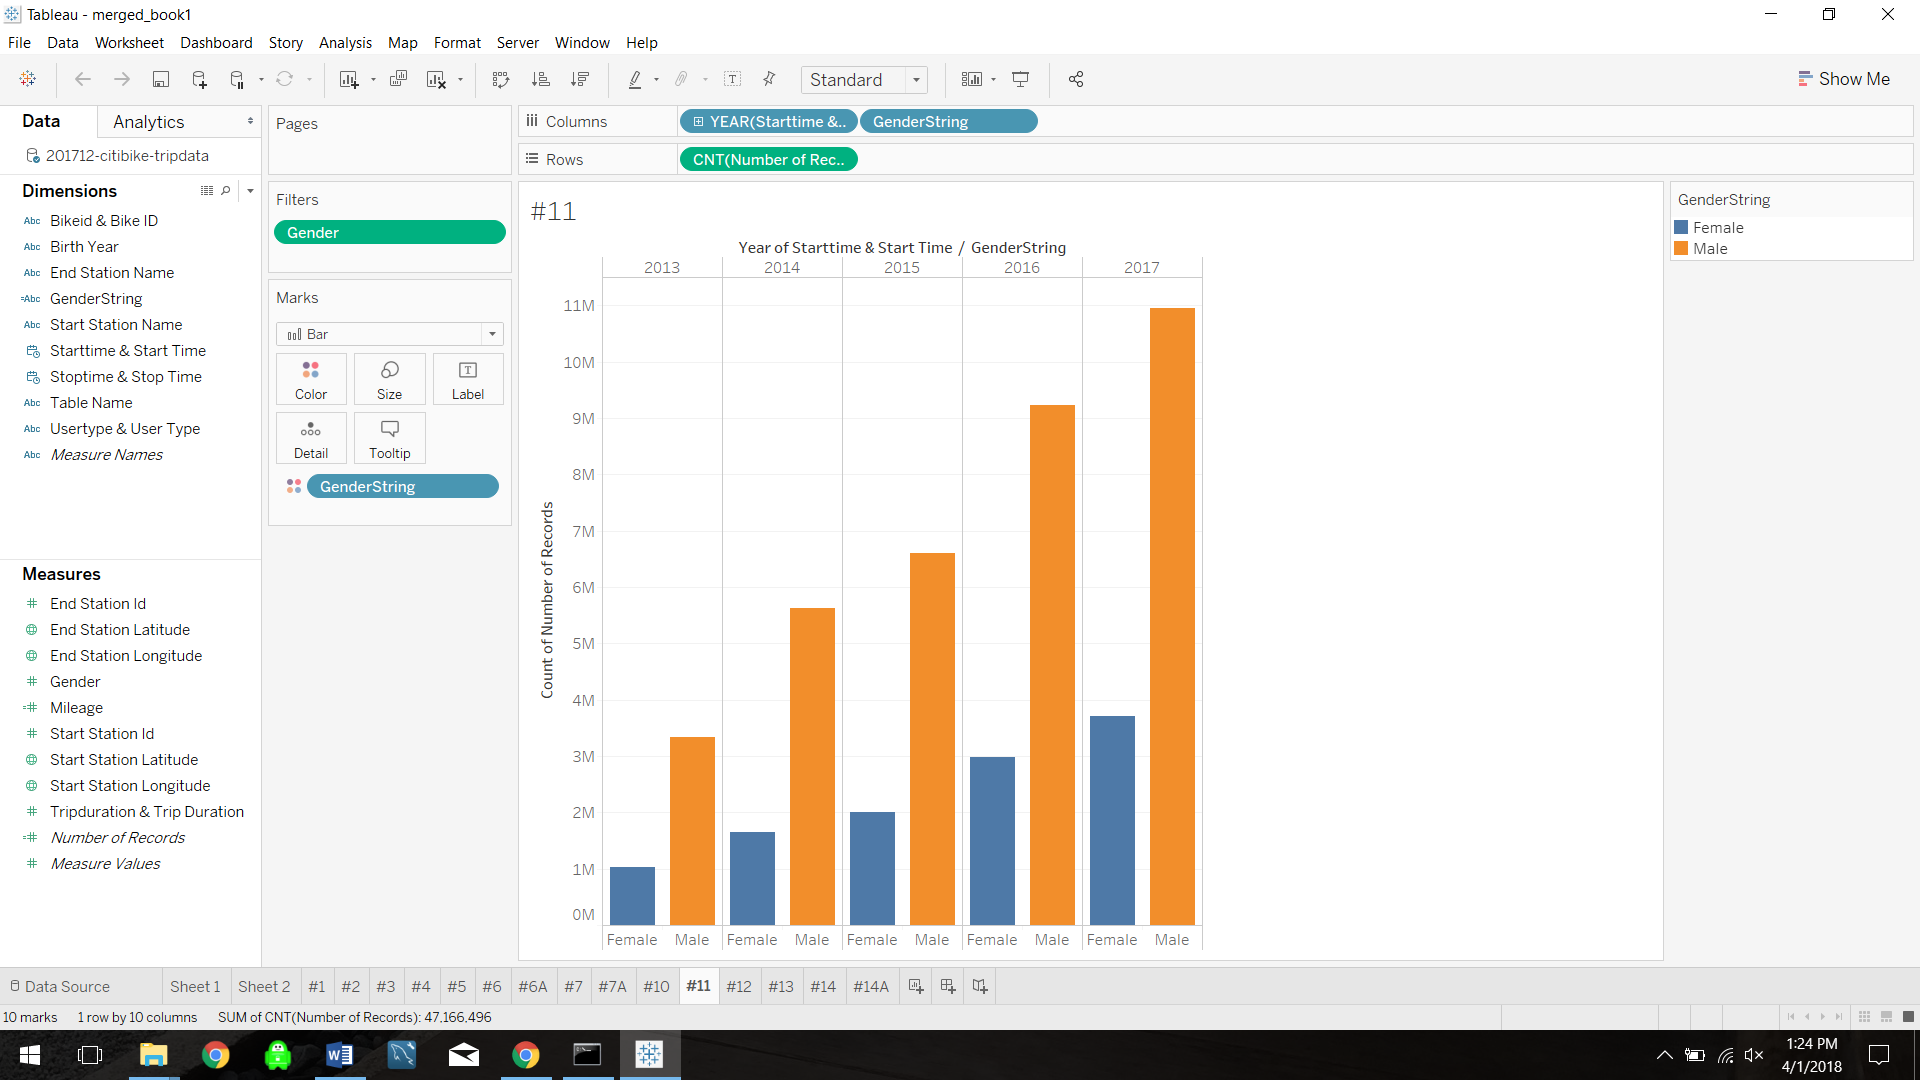 Tableau - merged_book1
File Data Worksheet Dashboard Story Analysis Map Format Server Window Help
Standard
Show Me
Data Analytics
201712-citibike-tripdata
Dimensions
Abc Bikeid & Bike ID
Abc Birth Year
Abc End Station Name
=Abc GenderString
Abc Start Station Name
Starttime & Start Time
Stoptime & Stop Time
Abc Table Name
Abc Usertype & User Type
Abc Measure Names
Measures
# End Station Id
End Station Latitude
End Station Longitude
# Gender
=# Mileage
# Start Station Id
Start Station Latitude
Start Station Longitude
# Tripduration & Trip Duration
=# Number of Records
# Measure Values
Pages
Filters
Gender
Marks
Bar
Color Size Label
Detail Tooltip
GenderString
Columns YEAR(Starttime &.. GenderString
Rows CNT(Number of Rec..
#11
Year of Starttime & Start Time / GenderString
2013 2014 2015 2016 2017
11M
10M
9M
8M
7M
6M
5M
4M
3M
2M
1M
0M
Count of Number of Records
Female Male Female Male Female Male Female Male Female Male
GenderString
Female
Male
Data Source Sheet 1 Sheet 2 #1 #2 #3 #4 #5 #6 #6A #7 #7A #10 #11 #12 #13 #14 #14A
10 marks 1 row by 10 columns SUM of CNT(Number of Records): 47,166,496
1:24 PM
4/1/2018